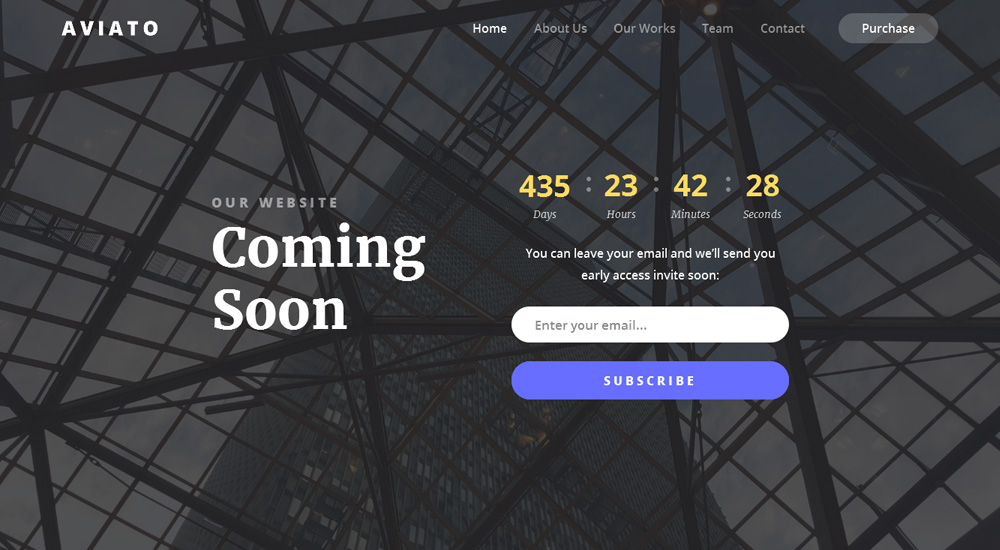 AVIATO
Home About Us Our Works Team Contact Purchase
OUR WEBSITE
Coming
Soon
435 : 23 : 42 : 28
Days Hours Minutes Seconds
You can leave your email and we'll send you
early access invite soon:
Enter your email...
SUBSCRIBE